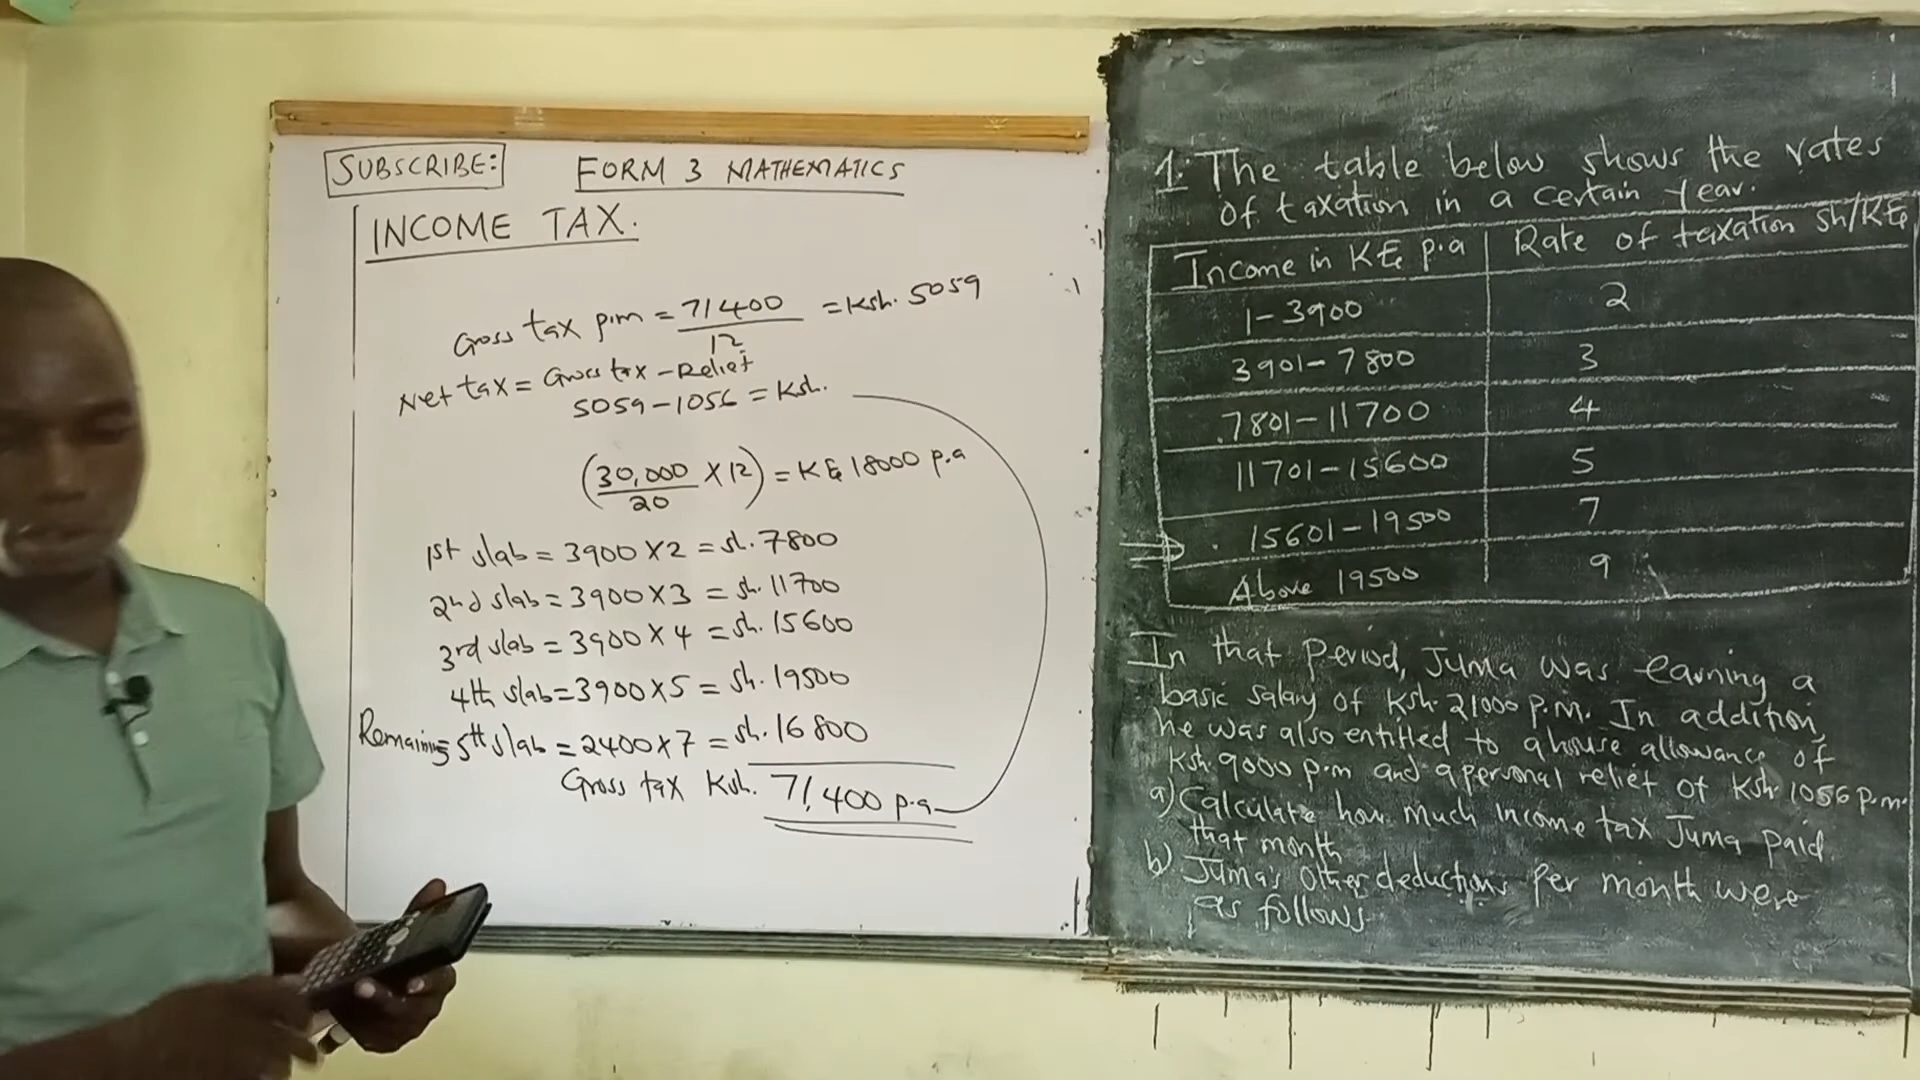 SUBSCRIBE: FORM 3 MATHEMATICS
INCOME TAX.
Gross tax p.m = 71400 / 12 = Ksh. 5059
Net tax = Gross tax - Relief
5059 - 1056 = Ksh.
(30,000 / 20 × 12) = K£ 18000 p.a
1st slab = 3900 × 2 = sh. 7800
2nd slab = 3900 × 3 = sh. 11700
3rd slab = 3900 × 4 = sh. 15600
4th slab = 3900 × 5 = sh. 19500
Remaining 5th slab = 2400 × 7 = sh. 16800
Gross tax Ksh. 71,400 p.a
1. The table below shows the rates
of taxation in a certain year.
Income in K£ p.a Rate of taxation sh/K£
1 - 3900 2
3901 - 7800 3
7801 - 11700 4
11701 - 15600 5
15601 - 19500 7
Above 19500 9
In that period, Juma was earning a
basic salary of Ksh. 21000 p.m. In addition,
he was also entitled to a house allowance of
Ksh. 9000 p.m and a personal relief of Ksh 1056 p.m.
a) Calculate how much income tax Juma paid
that month
b) Juma's other deductions per month were
as follows